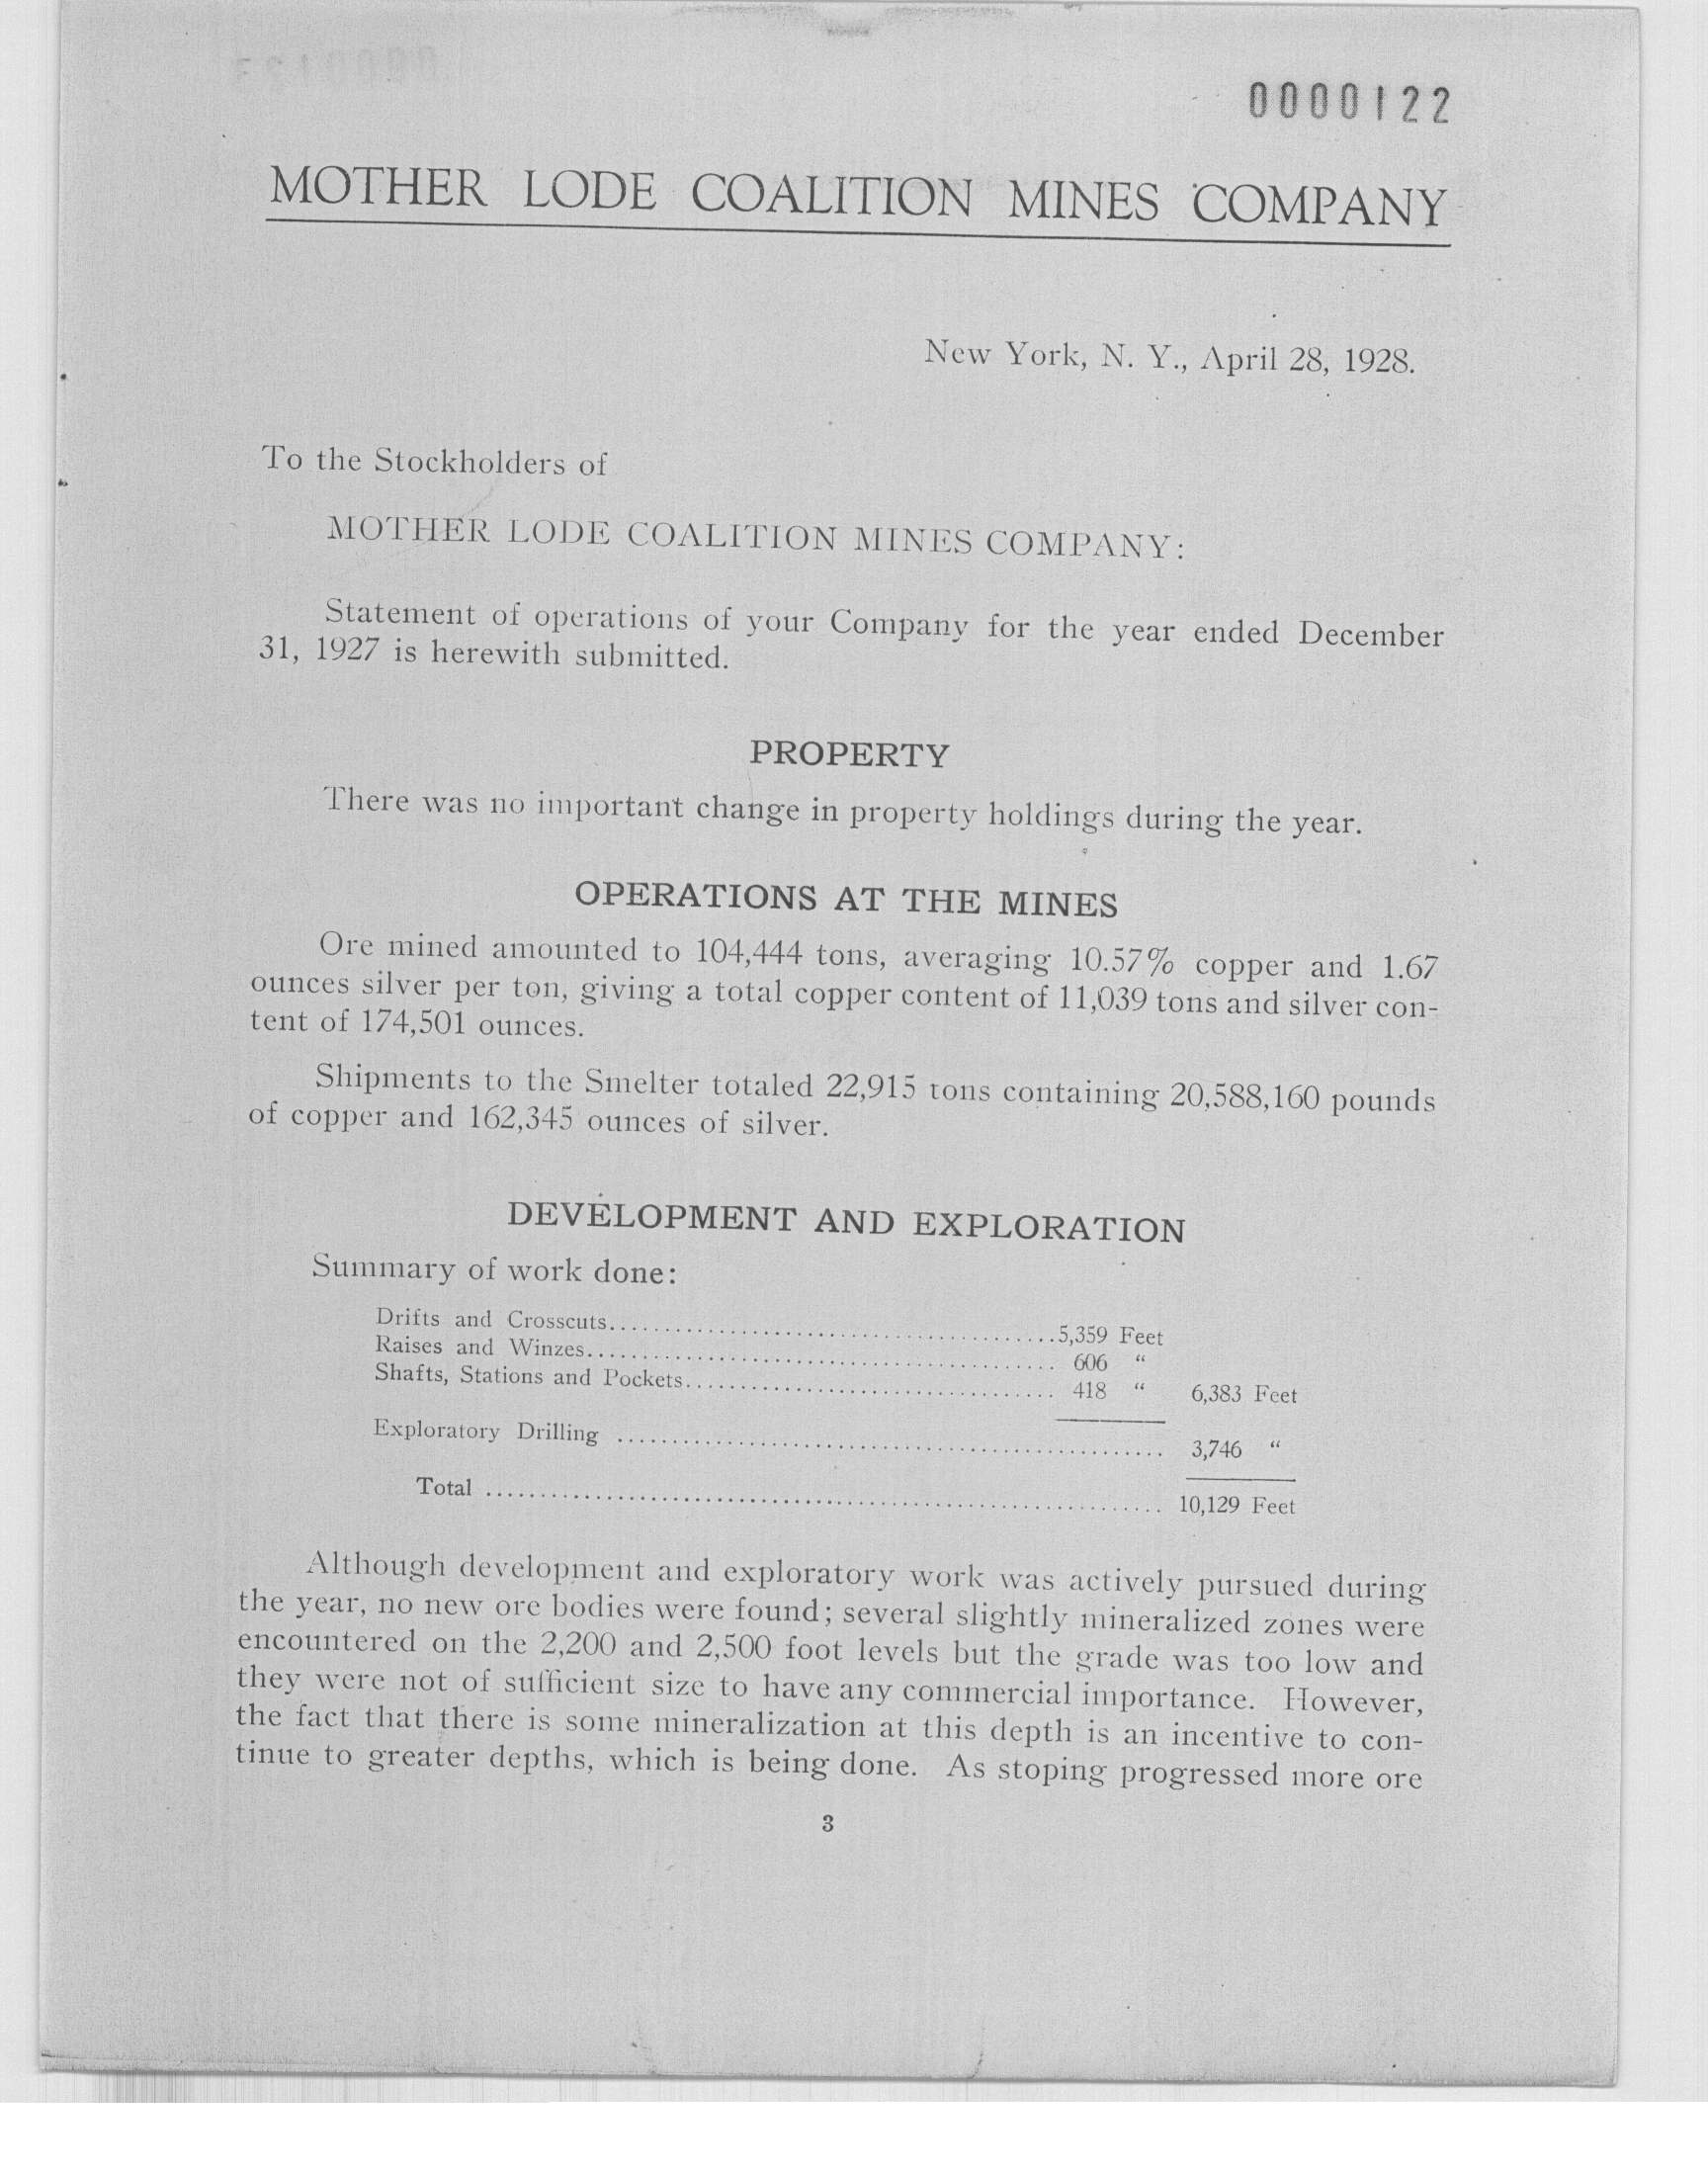 0000122
MOTHER LODE COALITION MINES COMPANY
New York, N. Y., April 28, 1928.
To the Stockholders of
MOTHER LODE COALITION MINES COMPANY:
Statement of operations of your Company for the year ended December
31, 1927 is herewith submitted.
PROPERTY
There was no important change in property holdings during the year.
OPERATIONS AT THE MINES
Ore mined amounted to 104,444 tons, averaging 10.57% copper and 1.67
ounces silver per ton, giving a total copper content of 11,039 tons and silver con-
tent of 174,501 ounces.
Shipments to the Smelter totaled 22,915 tons containing 20,588,160 pounds
of copper and 162,345 ounces of silver.
DEVELOPMENT AND EXPLORATION
Summary of work done:
Drifts and Crosscuts........................................5,359 Feet
Raises and Winzes.......................................... 606 “
Shafts, Stations and Pockets................................. 418 “ 6,383 Feet
Exploratory Drilling .................................................. 3,746 “
Total .............................................................. 10,129 Feet
Although development and exploratory work was actively pursued during
the year, no new ore bodies were found; several slightly mineralized zones were
encountered on the 2,200 and 2,500 foot levels but the grade was too low and
they were not of sufficient size to have any commercial importance. However,
the fact that there is some mineralization at this depth is an incentive to con-
tinue to greater depths, which is being done. As stoping progressed more ore
3